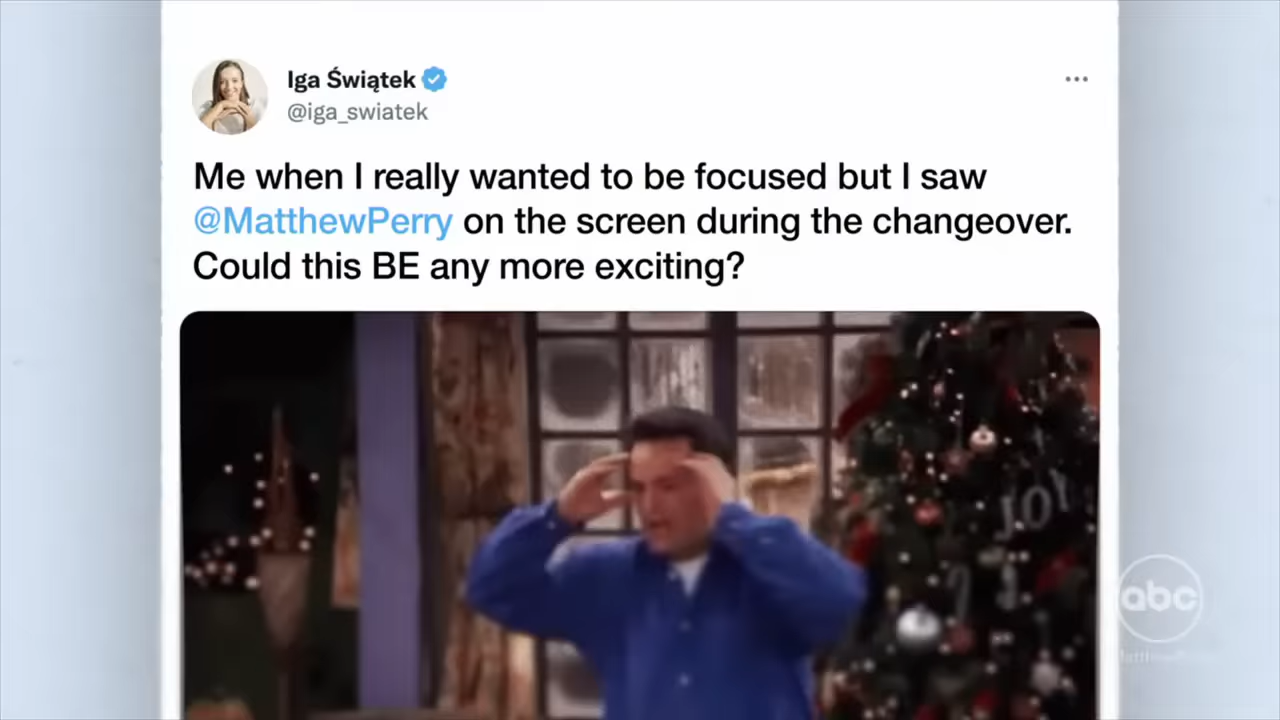 Iga Świątek
@iga_swiatek
Me when I really wanted to be focused but I saw
@MatthewPerry on the screen during the changeover.
Could this BE any more exciting?
JOY
abc